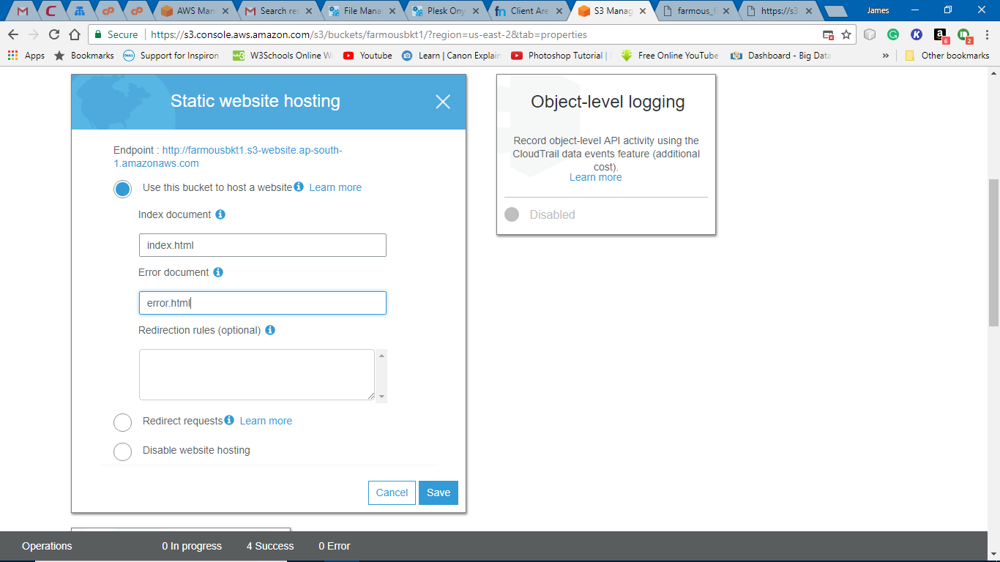 AWS Man
Search res
File Mana
Plesk Ony
Client Are
S3 Manag
farmous_f
https://s3
James
Secure
https://s3.console.aws.amazon.com/s3/buckets/farmousbkt1/?region=us-east-2&tab=properties
6
2
Apps
Bookmarks
Support for Inspiron
W3Schools Online W
Youtube
Learn | Canon Explain
Photoshop Tutorial |
Free Online YouTube
Dashboard - Big Data
»
Other bookmarks
Static website hosting
Endpoint : http://farmousbkt1.s3-website.ap-south-
1.amazonaws.com
Use this bucket to host a website Learn more
Index document
index.html
Error document
error.html
Redirection rules (optional)
Redirect requests Learn more
Disable website hosting
Cancel
Save
Object-level logging
Record object-level API activity using the
CloudTrail data events feature (additional
cost).
Learn more
Disabled
Operations
0 In progress
4 Success
0 Error